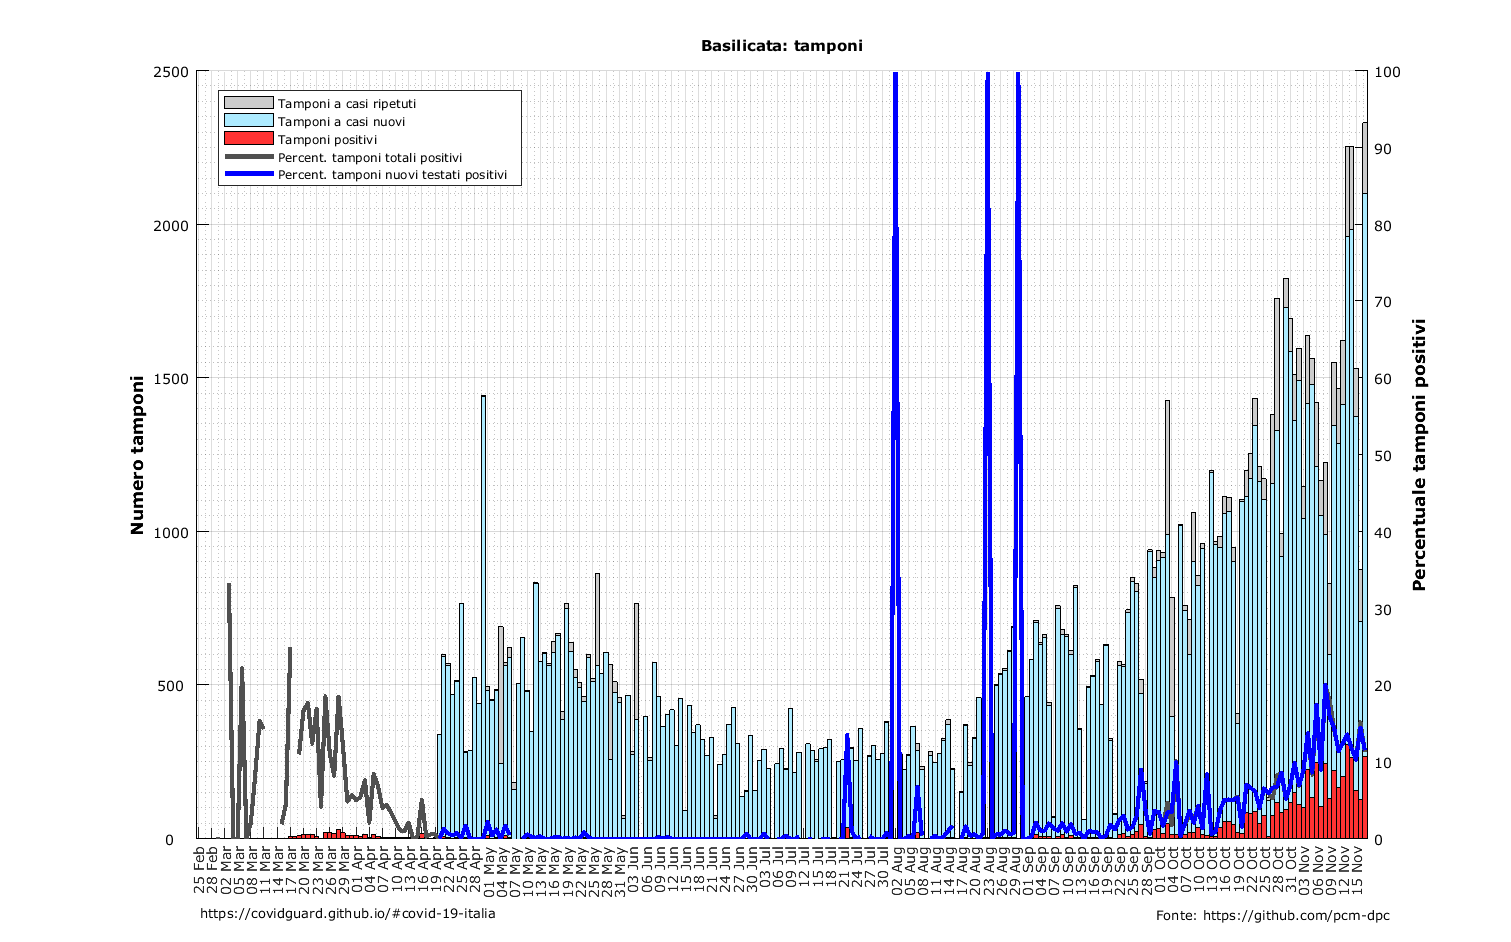 Basilicata: tamponi
2500
2000
1500
1000
500
0
100
90
80
70
60
50
40
30
20
10
0
Tamponi a casi ripetuti
Tamponi a casi nuovi
Tamponi positivi
Percent. tamponi totali positivi
Percent. tamponi nuovi testati positivi
Numero tamponi
Percentuale tamponi positivi
25 Feb
28 Feb
02 Mar
05 Mar
08 Mar
11 Mar
14 Mar
17 Mar
20 Mar
23 Mar
26 Mar
29 Mar
01 Apr
04 Apr
07 Apr
10 Apr
13 Apr
16 Apr
19 Apr
22 Apr
25 Apr
28 Apr
01 May
04 May
07 May
10 May
13 May
16 May
19 May
22 May
25 May
28 May
31 May
03 Jun
06 Jun
09 Jun
12 Jun
15 Jun
18 Jun
21 Jun
24 Jun
27 Jun
30 Jun
03 Jul
06 Jul
09 Jul
12 Jul
15 Jul
18 Jul
21 Jul
24 Jul
27 Jul
30 Jul
02 Aug
05 Aug
08 Aug
11 Aug
14 Aug
17 Aug
20 Aug
23 Aug
26 Aug
29 Aug
01 Sep
04 Sep
07 Sep
10 Sep
13 Sep
16 Sep
19 Sep
22 Sep
25 Sep
28 Sep
01 Oct
04 Oct
07 Oct
10 Oct
13 Oct
16 Oct
19 Oct
22 Oct
25 Oct
28 Oct
31 Oct
03 Nov
06 Nov
09 Nov
12 Nov
15 Nov
https://covidguard.github.io/#covid-19-italia
Fonte: https://github.com/pcm-dpc